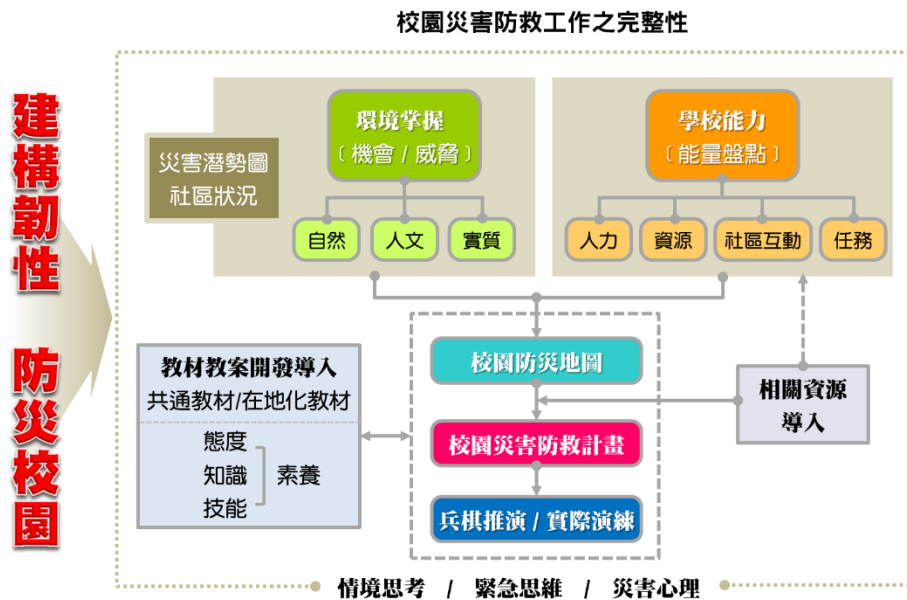 校園災害防救工作之完整性
建構韌性 防災校園
災害潛勢圖
社區狀況
環境掌握
﹝機會 / 威脅﹞
自然
人文
實質
學校能力
﹝能量盤點﹞
人力
資源
社區互動
任務
校園防災地圖
校園災害防救計畫
兵棋推演 / 實際演練
教材教案開發導入
共通教材/在地化教材
態度
知識
技能
素養
相關資源
導入
情境思考 / 緊急思維 / 災害心理